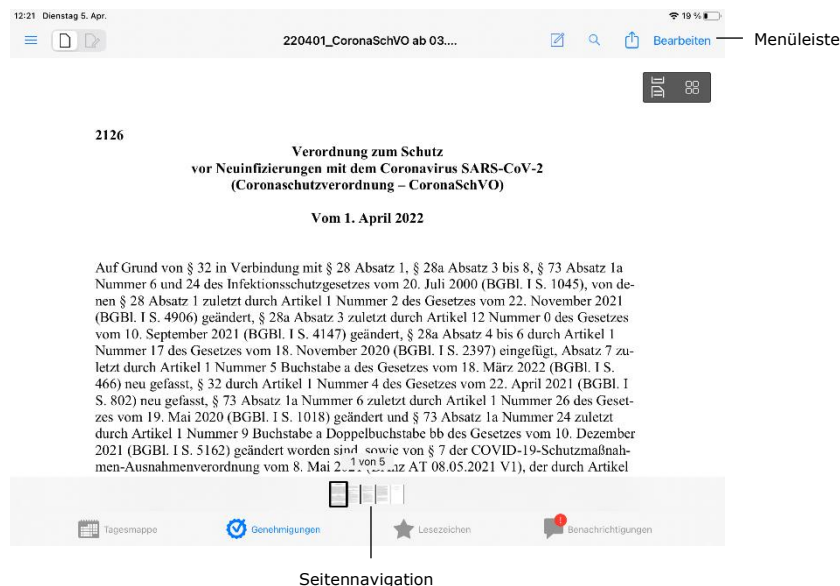 12:21 Dienstag 5. Apr. 19 %
220401_CoronaSchVO ab 03.... Bearbeiten
Menüleiste
2126
Verordnung zum Schutz
vor Neuinfizierungen mit dem Coronavirus SARS-CoV-2
(Coronaschutzverordnung – CoronaSchVO)
Vom 1. April 2022
Auf Grund von § 32 in Verbindung mit § 28 Absatz 1, § 28a Absatz 3 bis 8, § 73 Absatz 1a
Nummer 6 und 24 des Infektionsschutzgesetzes vom 20. Juli 2000 (BGBl. I S. 1045), von de-
nen § 28 Absatz 1 zuletzt durch Artikel 1 Nummer 2 des Gesetzes vom 22. November 2021
(BGBl. I S. 4906) geändert, § 28a Absatz 3 zuletzt durch Artikel 12 Nummer 0 des Gesetzes
vom 10. September 2021 (BGBl. I S. 4147) geändert, § 28a Absatz 4 bis 6 durch Artikel 1
Nummer 17 des Gesetzes vom 18. November 2020 (BGBl. I S. 2397) eingefügt, Absatz 7 zu-
letzt durch Artikel 1 Nummer 5 Buchstabe a des Gesetzes vom 18. März 2022 (BGBl. I S.
466) neu gefasst, § 32 durch Artikel 1 Nummer 4 des Gesetzes vom 22. April 2021 (BGBl. I
S. 802) neu gefasst, § 73 Absatz 1a Nummer 6 zuletzt durch Artikel 1 Nummer 26 des Geset-
zes vom 19. Mai 2020 (BGBl. I S. 1018) geändert und § 73 Absatz 1a Nummer 24 zuletzt
durch Artikel 1 Nummer 9 Buchstabe a Doppelbuchstabe bb des Gesetzes vom 10. Dezember
2021 (BGBl. I S. 5162) geändert worden sind, sowie von § 7 der COVID-19-Schutzmaßnah-
men-Ausnahmenverordnung vom 8. Mai AT 08.05.2021 V1), der durch Artikel
1 von 5
Tagesmappe Genehmigungen Lesezeichen Benachrichtigungen
Seitennavigation